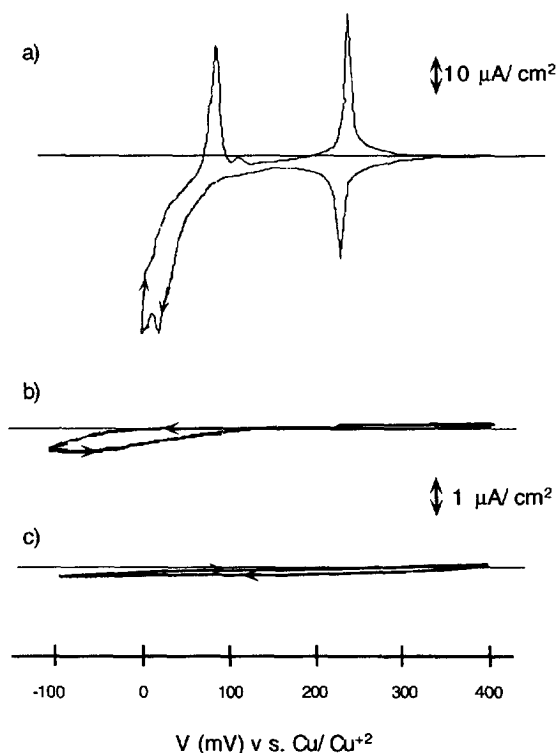 a)
10 μA/ cm²
b)
1 μA/ cm²
c)
-100 0 100 200 300 400
V (mV) v s. Cu/ Cu⁺²